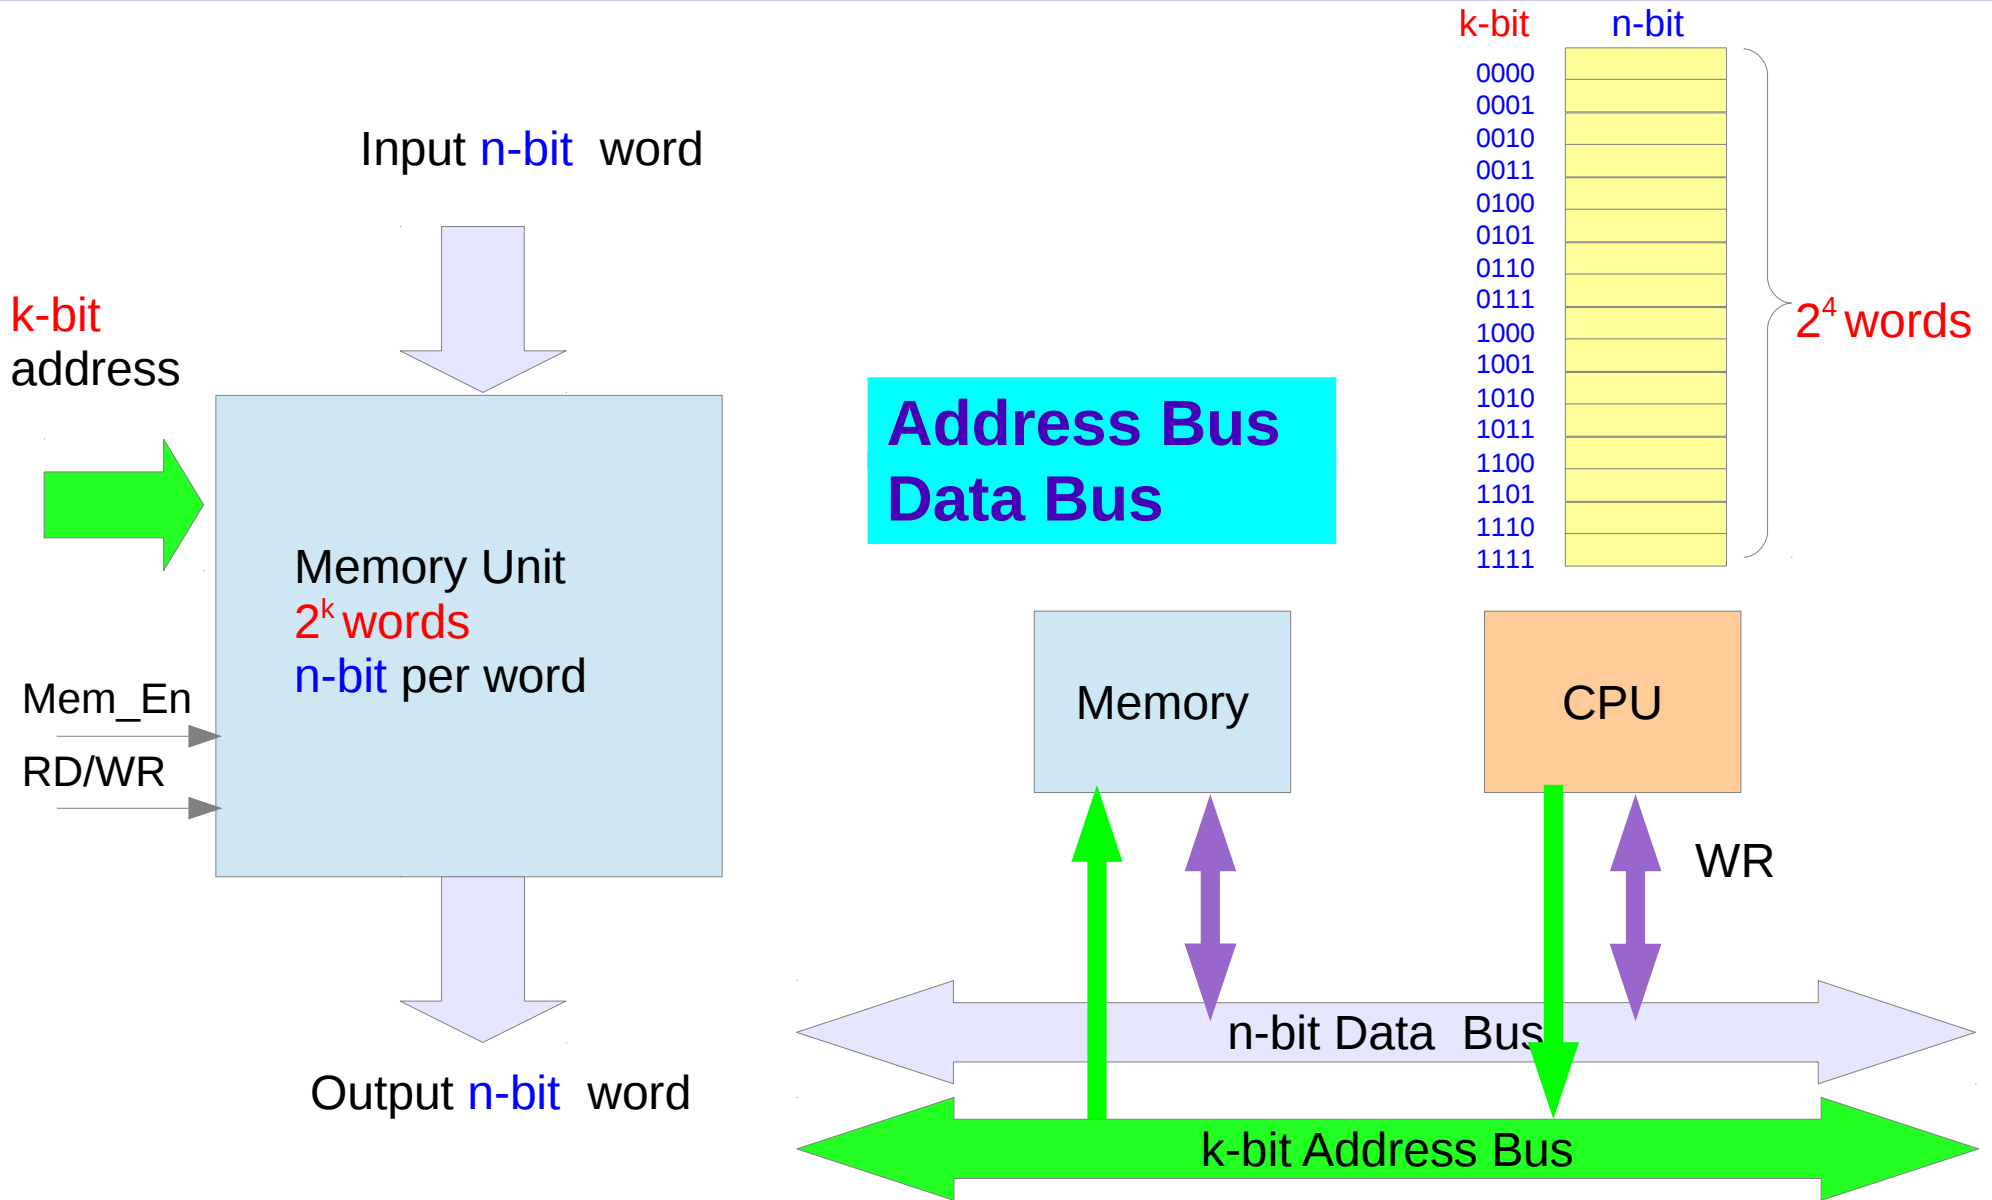 k-bit n-bit
0000
0001
0010
0011
0100
0101
0110
0111
1000
1001
1010
1011
1100
1101
1110
1111
2⁴ words
Input n-bit word
k-bit
address
Memory Unit
2ᵏ words
n-bit per word
Mem_En
RD/WR
Output n-bit word
Address Bus
Data Bus
Memory
CPU
WR
n-bit Data Bus
k-bit Address Bus